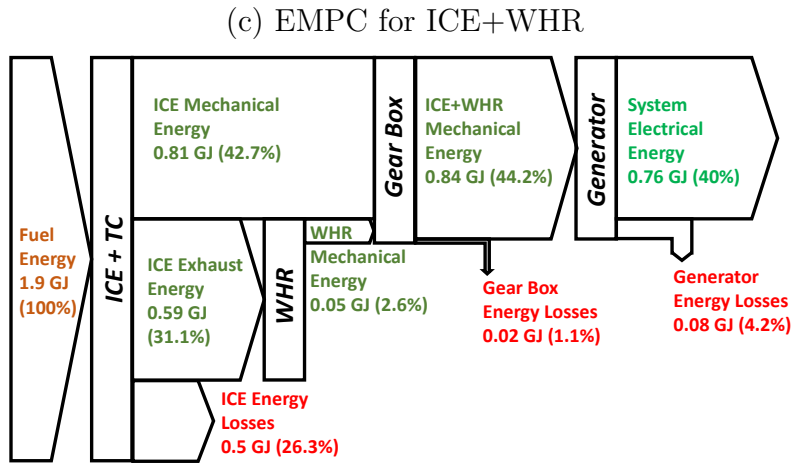 (c) EMPC for ICE+WHR
Fuel
Energy
1.9 GJ
(100%)
ICE + TC
ICE Mechanical
Energy
0.81 GJ (42.7%)
ICE Exhaust
Energy
0.59 GJ
(31.1%)
ICE Energy
Losses
0.5 GJ (26.3%)
WHR
WHR
Mechanical
Energy
0.05 GJ (2.6%)
Gear Box
ICE+WHR
Mechanical
Energy
0.84 GJ (44.2%)
Gear Box
Energy Losses
0.02 GJ (1.1%)
Generator
System
Electrical
Energy
0.76 GJ (40%)
Generator
Energy Losses
0.08 GJ (4.2%)